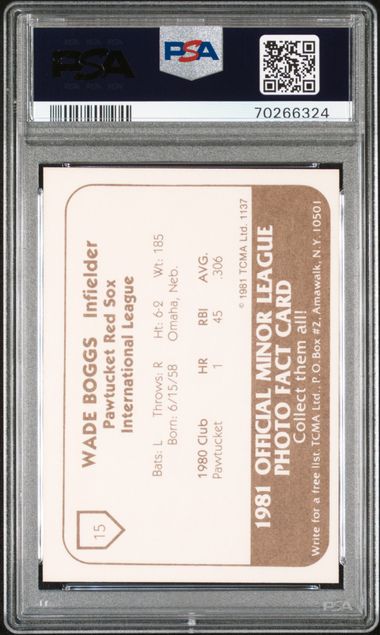 PSA
PSA
70266324
15
WADE BOGGS Infielder
Pawtucket Red Sox
International League
Bats: L Throws: R Ht: 6-2 Wt: 185
Born: 6/15/58 Omaha, Neb.
1980 Club HR RBI AVG.
Pawtucket 1 45 .306
© 1981 TCMA Ltd. 1137
1981 OFFICIAL MINOR LEAGUE
PHOTO FACT CARD
Collect them all!
Write for a free list. TCMA Ltd., P.O. Box #2, Amawalk, N.Y. 10501
PSA